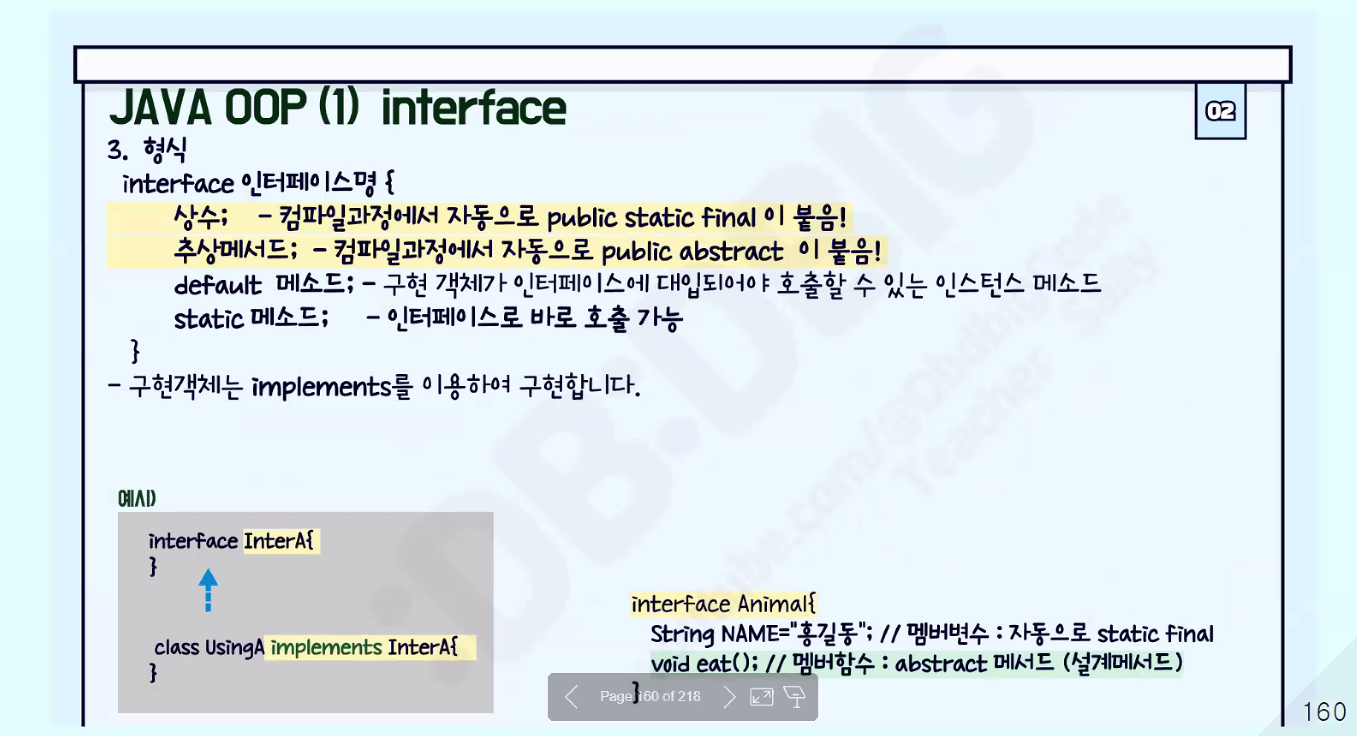 JAVA OOP (1) interface
02
3. 형식
interface 인터페이스명 {
상수; - 컴파일과정에서 자동으로 public static final 이 붙음!
추상메서드; - 컴파일과정에서 자동으로 public abstract 이 붙음!
default 메소드; - 구현 객체가 인터페이스에 대입되어야 호출할 수 있는 인스턴스 메소드
static 메소드; - 인터페이스로 바로 호출 가능
}
- 구현객체는 implements를 이용하여 구현합니다.
예시)
interface InterA{
}
class UsingA implements InterA{
}
interface Animal{
String NAME="홍길동"; // 멤버변수 : 자동으로 static final
void eat(); // 멤버함수 : abstract 메서드 (설계메서드)
}
Page 160 of 218
160